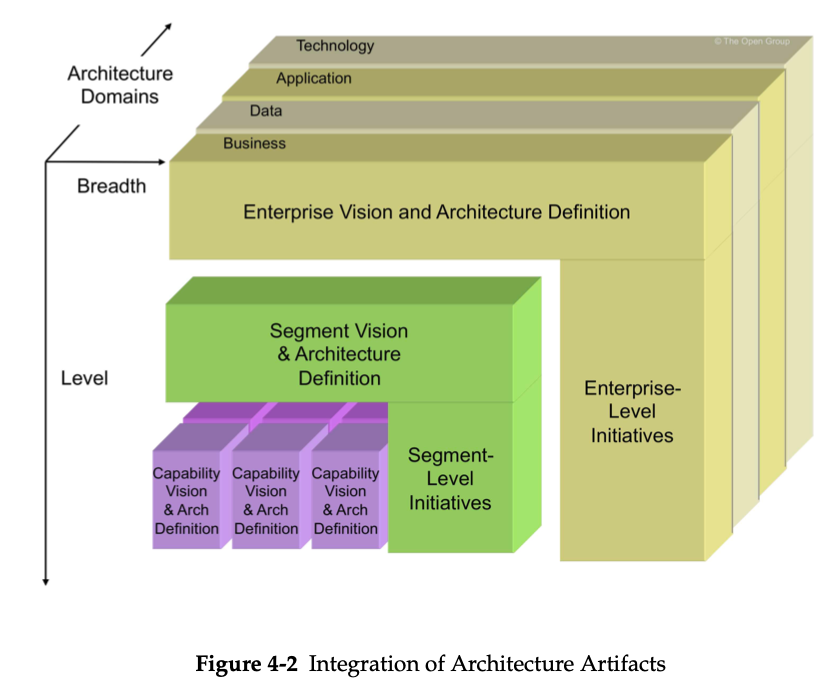 © The Open Group
Technology
Architecture
Domains
Application
Data
Business
Breadth
Enterprise Vision and Architecture Definition
Segment Vision
& Architecture
Definition
Level
Enterprise-
Level
Initiatives
Segment-
Level
Initiatives
Capability
Vision
& Arch
Definition
Capability
Vision
& Arch
Definition
Capability
Vision
& Arch
Definition
Figure 4-2 Integration of Architecture Artifacts